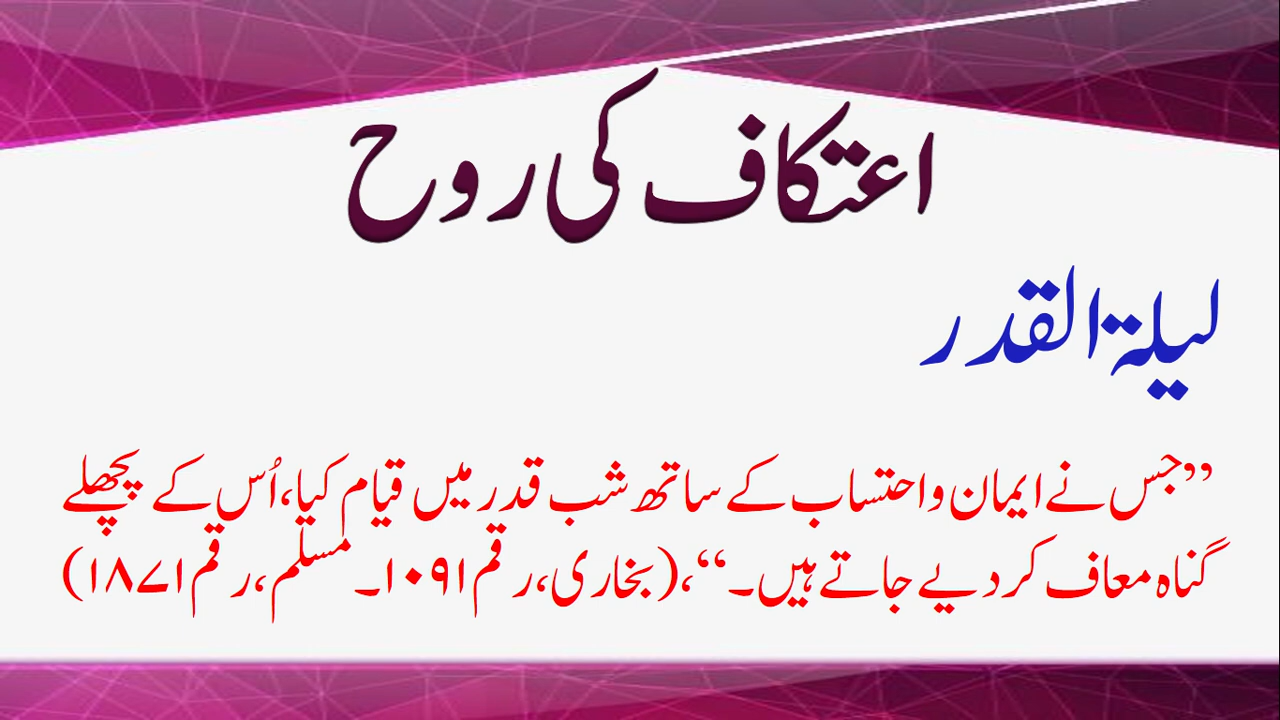 اعتکاف کی روح
لیلۃ القدر
’’جس نے ایمان و احتساب کے ساتھ شب قدر میں قیام کیا، اُس کے پچھلے
گناہ معاف کر دیے جاتے ہیں۔‘‘، (بخاری، رقم ۱۰۹۱۔ مسلم، رقم ۱۸۷۱)